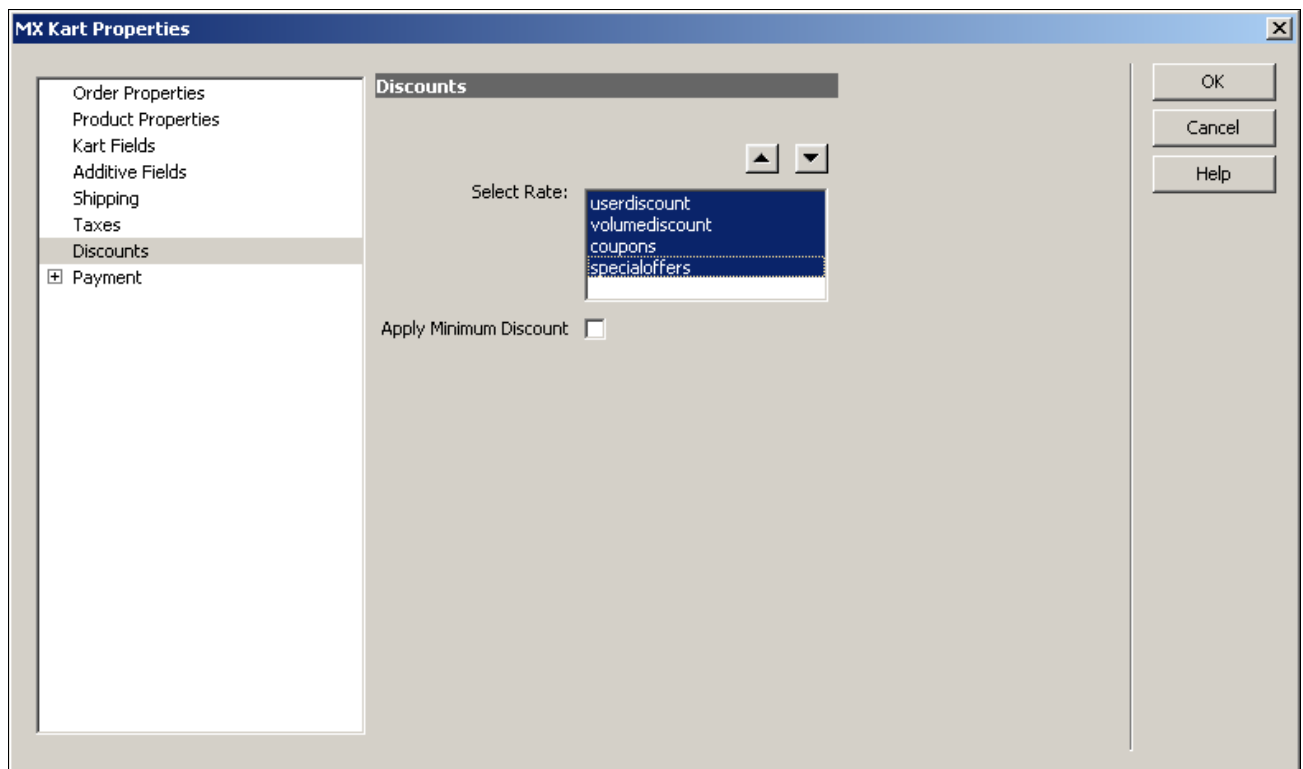 MX Kart Properties
Order Properties
Product Properties
Kart Fields
Additive Fields
Shipping
Taxes
Discounts
Payment
Discounts
Select Rate:
userdiscount
volumediscount
coupons
specialoffers
Apply Minimum Discount
OK
Cancel
Help